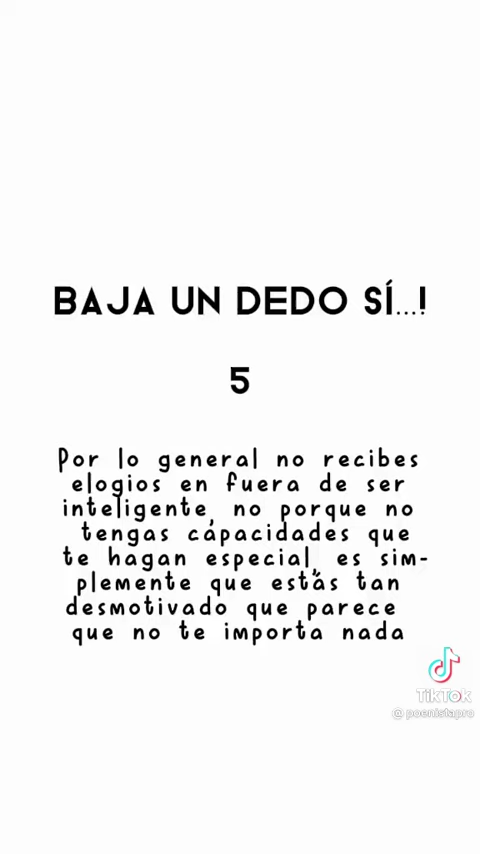 BAJA UN DEDO SÍ...!
5
Por lo general no recibes
elogios en fuera de ser
inteligente, no porque no
tengas capacidades que
te hagan especial, es sim-
plemente que estás tan
desmotivado que parece
que no te importa nada
TikTok
@poenistapro